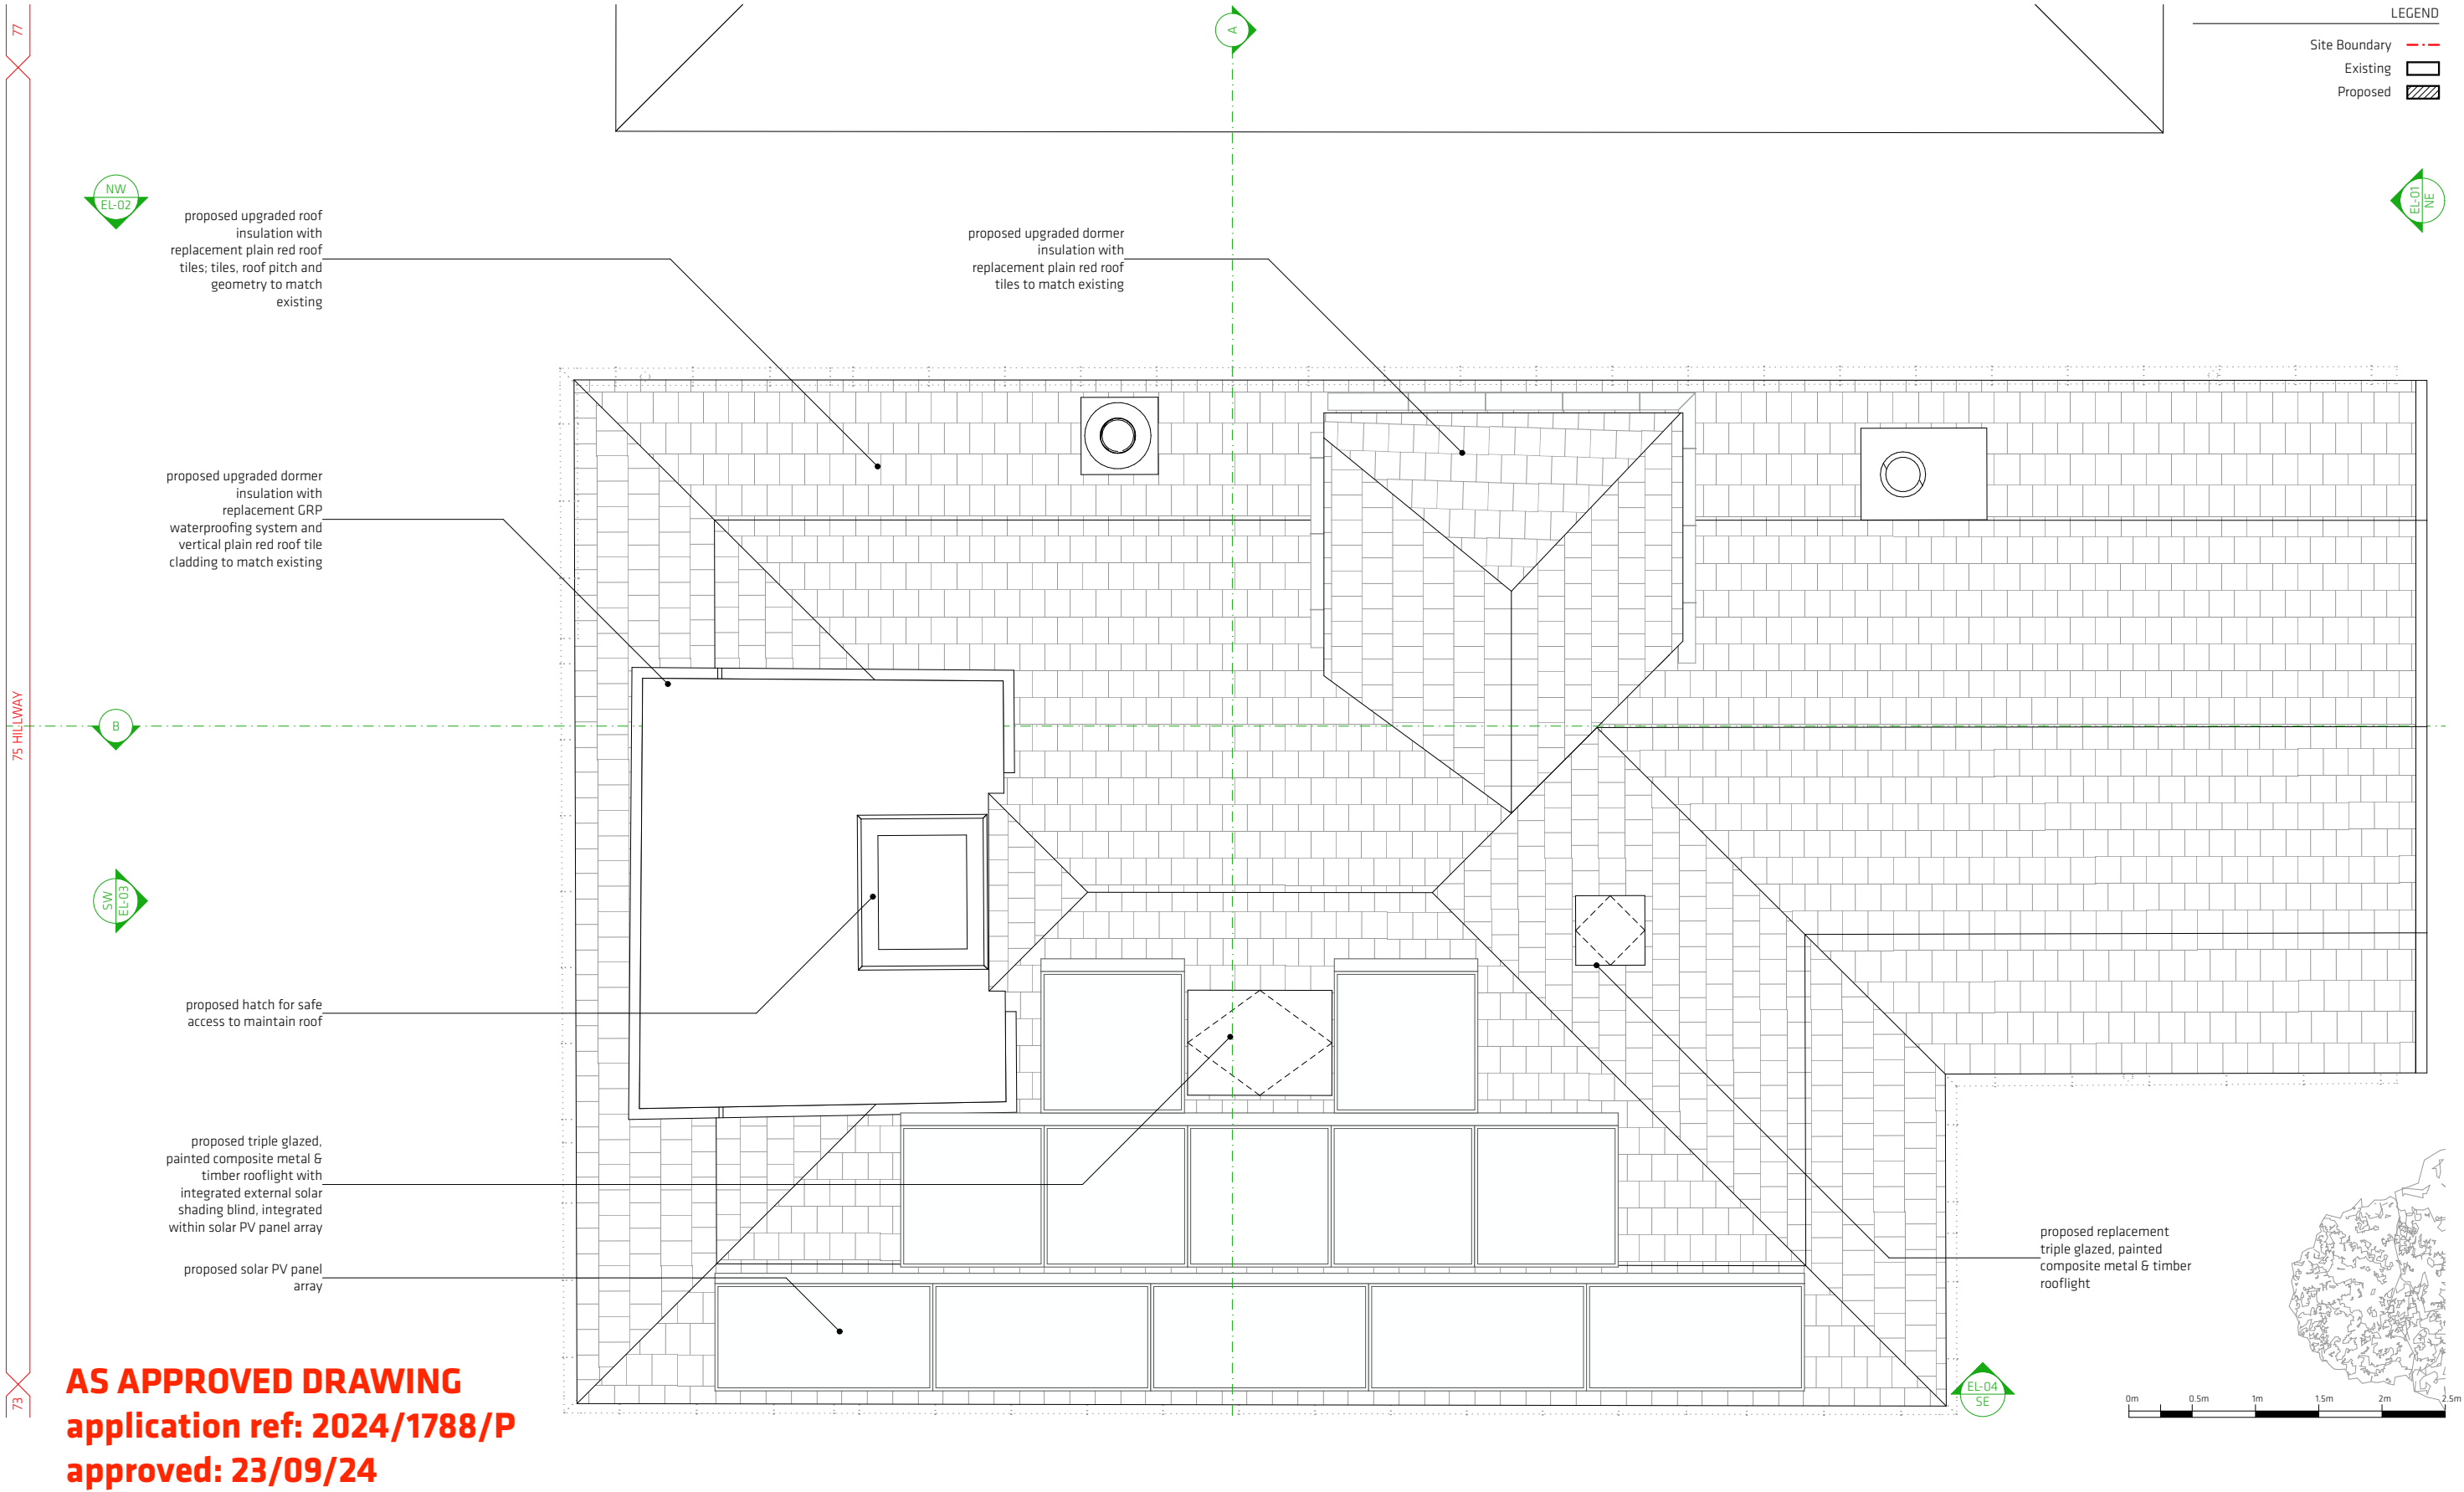 77
A
LEGEND
Site Boundary
Existing
Proposed
NW
EL-02
EL-01
NE
proposed upgraded roof
insulation with
replacement plain red roof
tiles; tiles, roof pitch and
geometry to match
existing
proposed upgraded dormer
insulation with
replacement plain red roof
tiles to match existing
proposed upgraded dormer
insulation with
replacement GRP
waterproofing system and
vertical plain red roof tile
cladding to match existing
75 HILLWAY
B
SW
EL-03
proposed hatch for safe
access to maintain roof
proposed triple glazed,
painted composite metal &
timber rooflight with
integrated external solar
shading blind, integrated
within solar PV panel array
proposed solar PV panel
array
proposed replacement
triple glazed, painted
composite metal & timber
rooflight
73
AS APPROVED DRAWING
application ref: 2024/1788/P
approved: 23/09/24
EL-04
SE
0m 0.5m 1m 1.5m 2m 2.5m